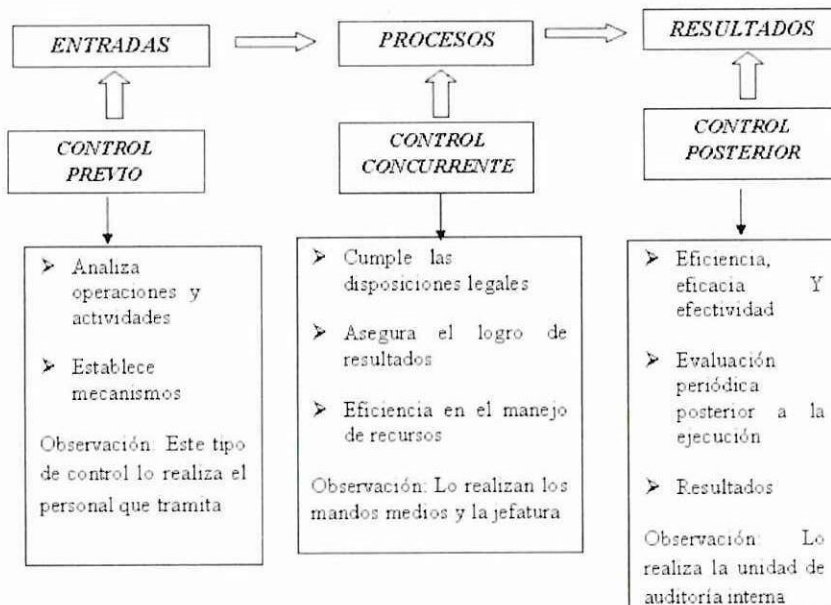 ENTRADAS
PROCESOS
RESULTADOS
CONTROL
PREVIO
CONTROL
CONCURRENTE
CONTROL
POSTERIOR
➢ Analiza
operaciones y
actividades
➢ Establece
mecanismos
Observación: Este tipo
de control lo realiza el
personal que tramita
➢ Cumple las
disposiciones legales
➢ Asegura el logro de
resultados
➢ Eficiencia en el manejo
de recursos
Observación: Lo realizan los
mandos medios y la jefatura
➢ Eficiencia,
eficacia Y
efectividad
➢ Evaluación
periódica
posterior a la
ejecución
➢ Resultados
Observación: Lo
realiza la unidad de
auditoría interna